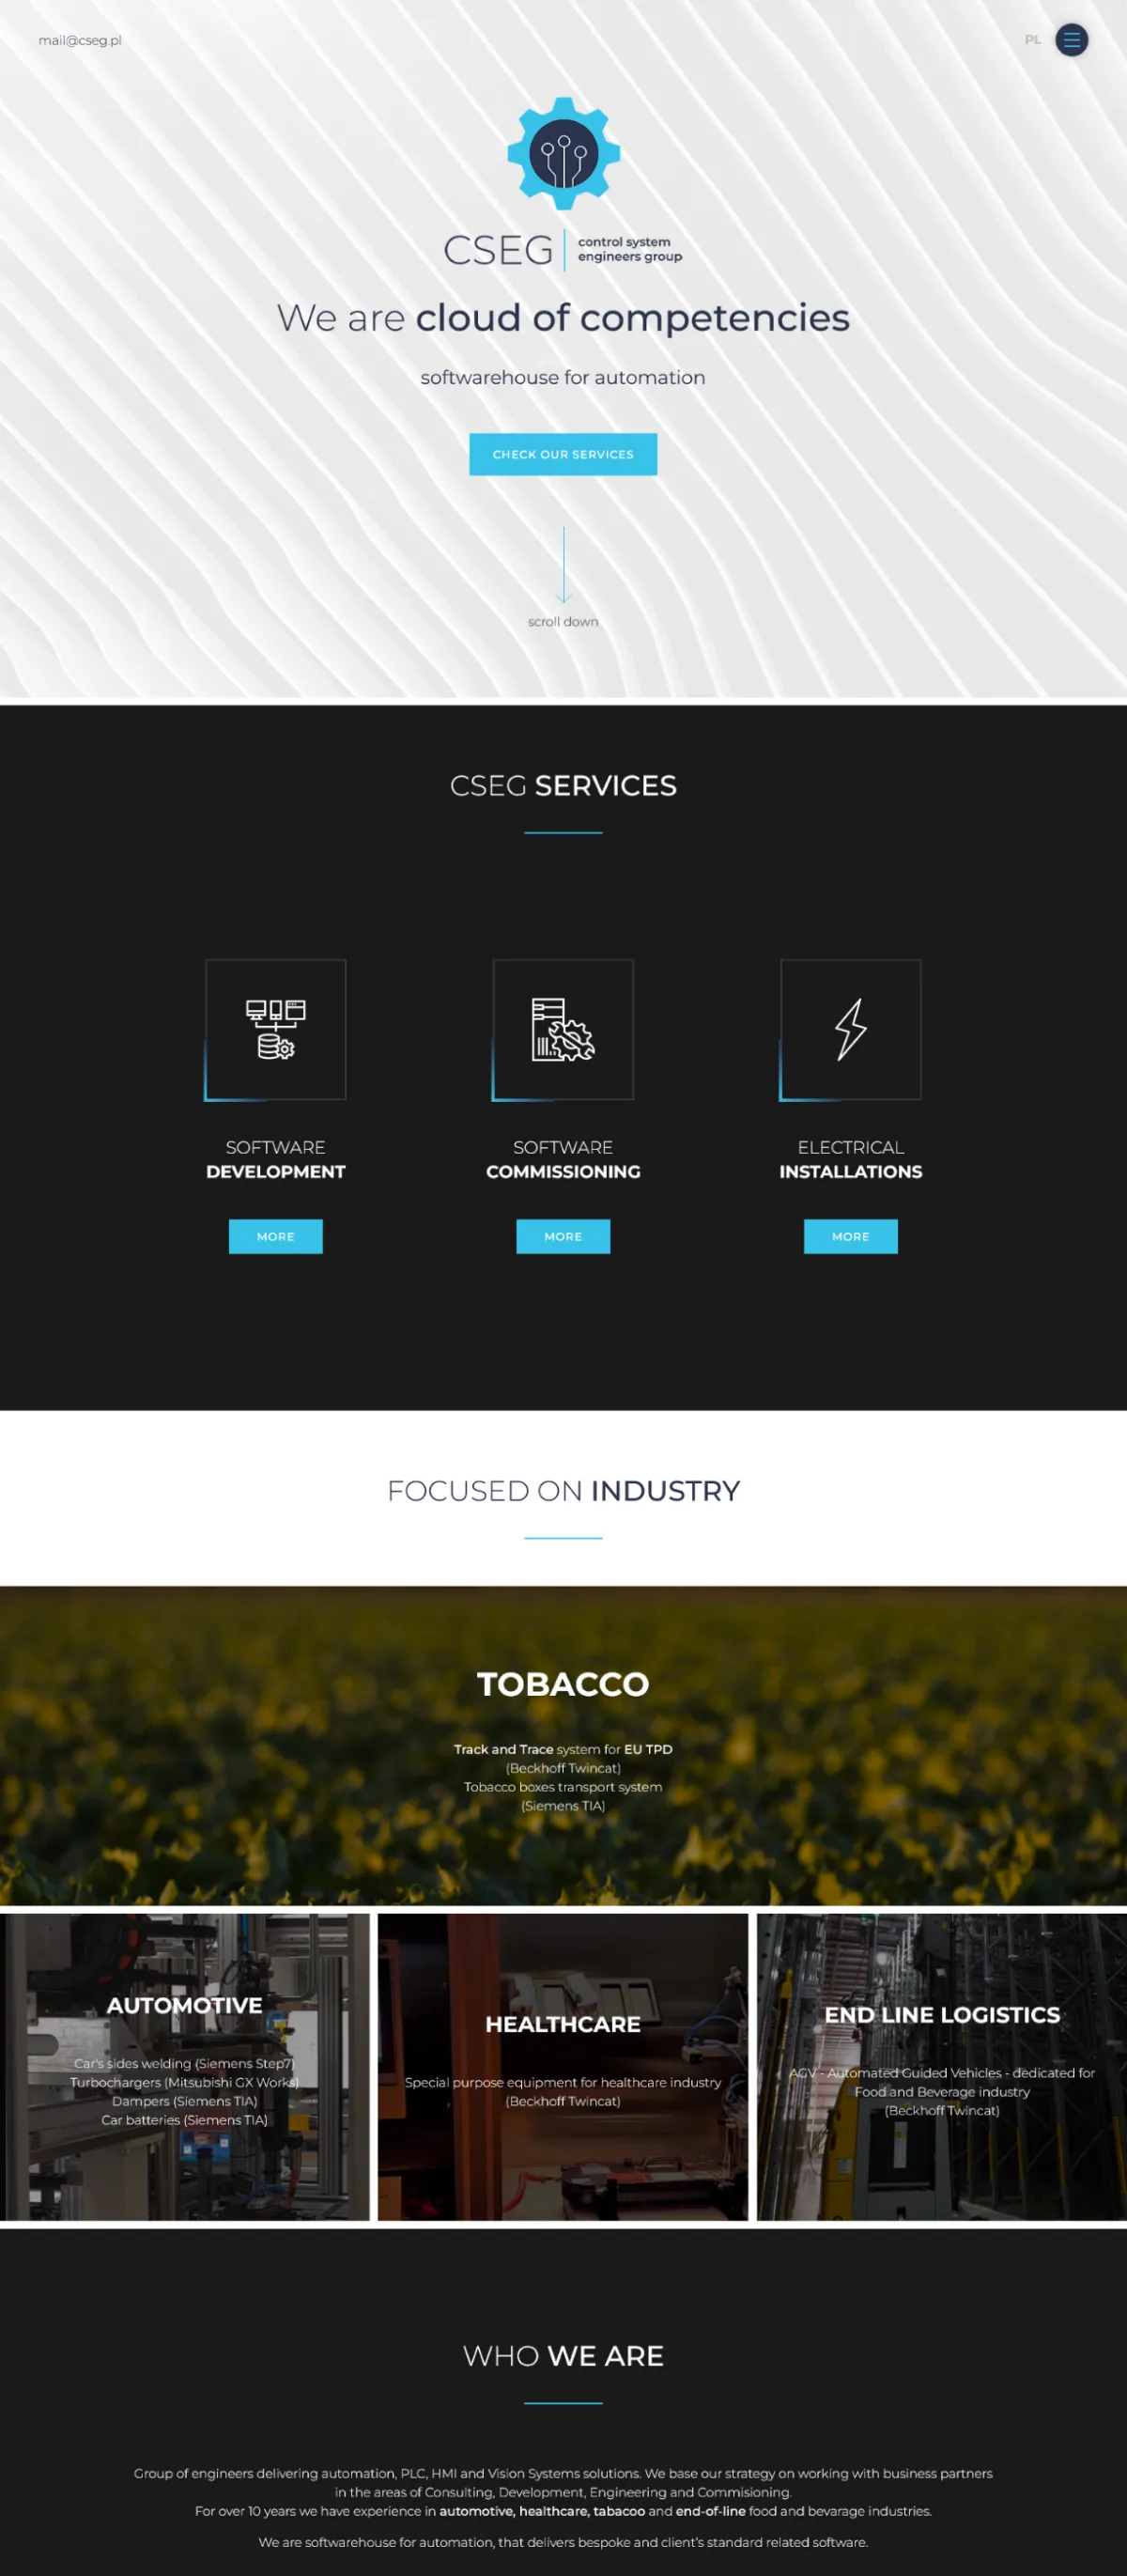 mail@cseg.pl
PL
CSEG
control system
engineers group
We are cloud of competencies
softwarehouse for automation
CHECK OUR SERVICES
scroll down
CSEG SERVICES
SOFTWARE
DEVELOPMENT
MORE
SOFTWARE
COMMISSIONING
MORE
ELECTRICAL
INSTALLATIONS
MORE
FOCUSED ON INDUSTRY
TOBACCO
Track and Trace system for EU TPD
(Beckhoff Twincat)
Tobacco boxes transport system
(Siemens TIA)
AUTOMOTIVE
Car's sides welding (Siemens Step7)
Turbochargers (Mitsubishi GX Works)
Dampers (Siemens TIA)
Car batteries (Siemens TIA)
HEALTHCARE
Special purpose equipment for healthcare industry
(Beckhoff Twincat)
END LINE LOGISTICS
AGV - Automated Guided Vehicles - dedicated for
Food and Beverage industry
(Beckhoff Twincat)
WHO WE ARE
Group of engineers delivering automation, PLC, HMI and Vision Systems solutions. We base our strategy on working with business partners
in the areas of Consulting, Development, Engineering and Commisioning.
For over 10 years we have experience in automotive, healthcare, tabacoo and end-of-line food and bevarage industries.
We are softwarehouse for automation, that delivers bespoke and client's standard related software.